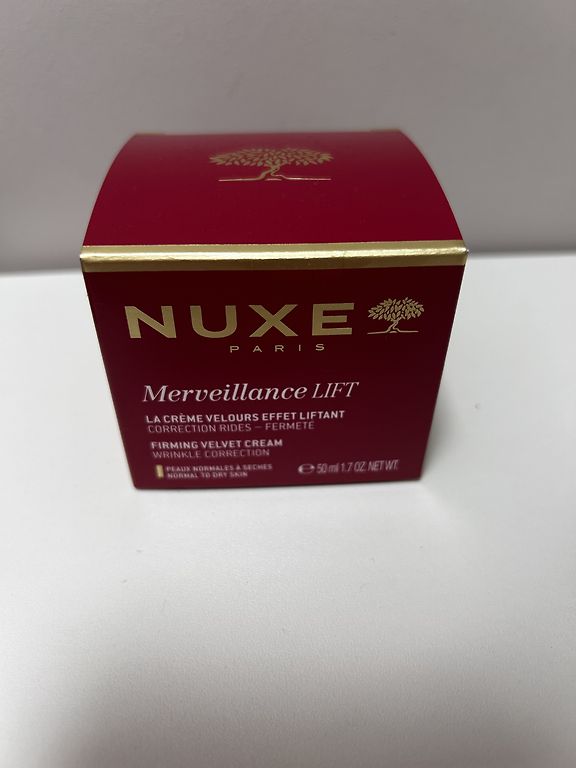 NUXE
PARIS
Merveillance LIFT
LA CRÈME VELOURS EFFET LIFTANT
CORRECTION RIDES – FERMETÉ
FIRMING VELVET CREAM
WRINKLE CORRECTION
PEAUX NORMALES À SÈCHES
NORMAL TO DRY SKIN
℮ 50 ml 1.7 OZ. NET WT.